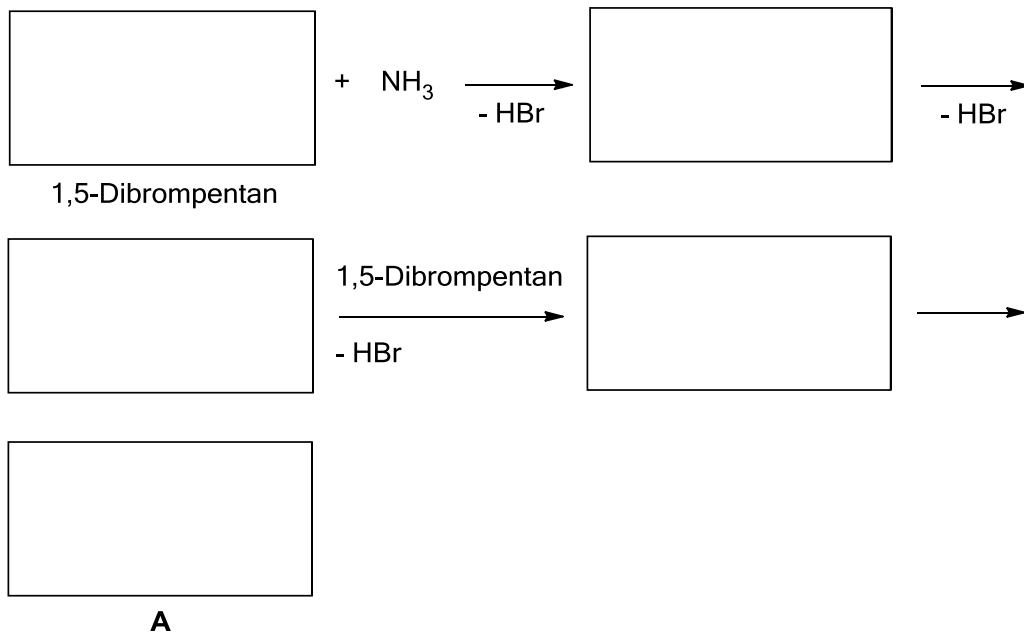 + NH₃ - HBr - HBr
1,5-Dibrompentan
1,5-Dibrompentan
- HBr
A